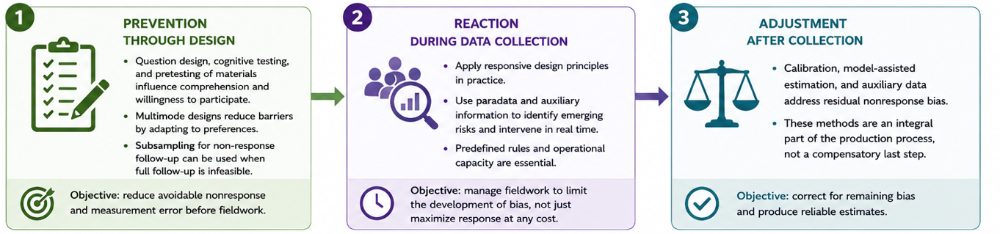 1
PREVENTION
THROUGH DESIGN
• Question design, cognitive testing,
and pretesting of materials
influence comprehension and
willingness to participate.
• Multimode designs reduce barriers
by adapting to preferences.
• Subsampling for non-response
follow-up can be used when
full follow-up is infeasible.
Objective: reduce avoidable nonresponse
and measurement error before fieldwork.
2
REACTION
DURING DATA COLLECTION
• Apply responsive design principles
in practice.
• Use paradata and auxiliary
information to identify emerging
risks and intervene in real time.
• Predefined rules and operational
capacity are essential.
Objective: manage fieldwork to limit
the development of bias, not just
maximize response at any cost.
3
ADJUSTMENT
AFTER COLLECTION
• Calibration, model-assisted
estimation, and auxiliary data
address residual nonresponse bias.
• These methods are an integral
part of the production process,
not a compensatory last step.
Objective: correct for remaining bias
and produce reliable estimates.